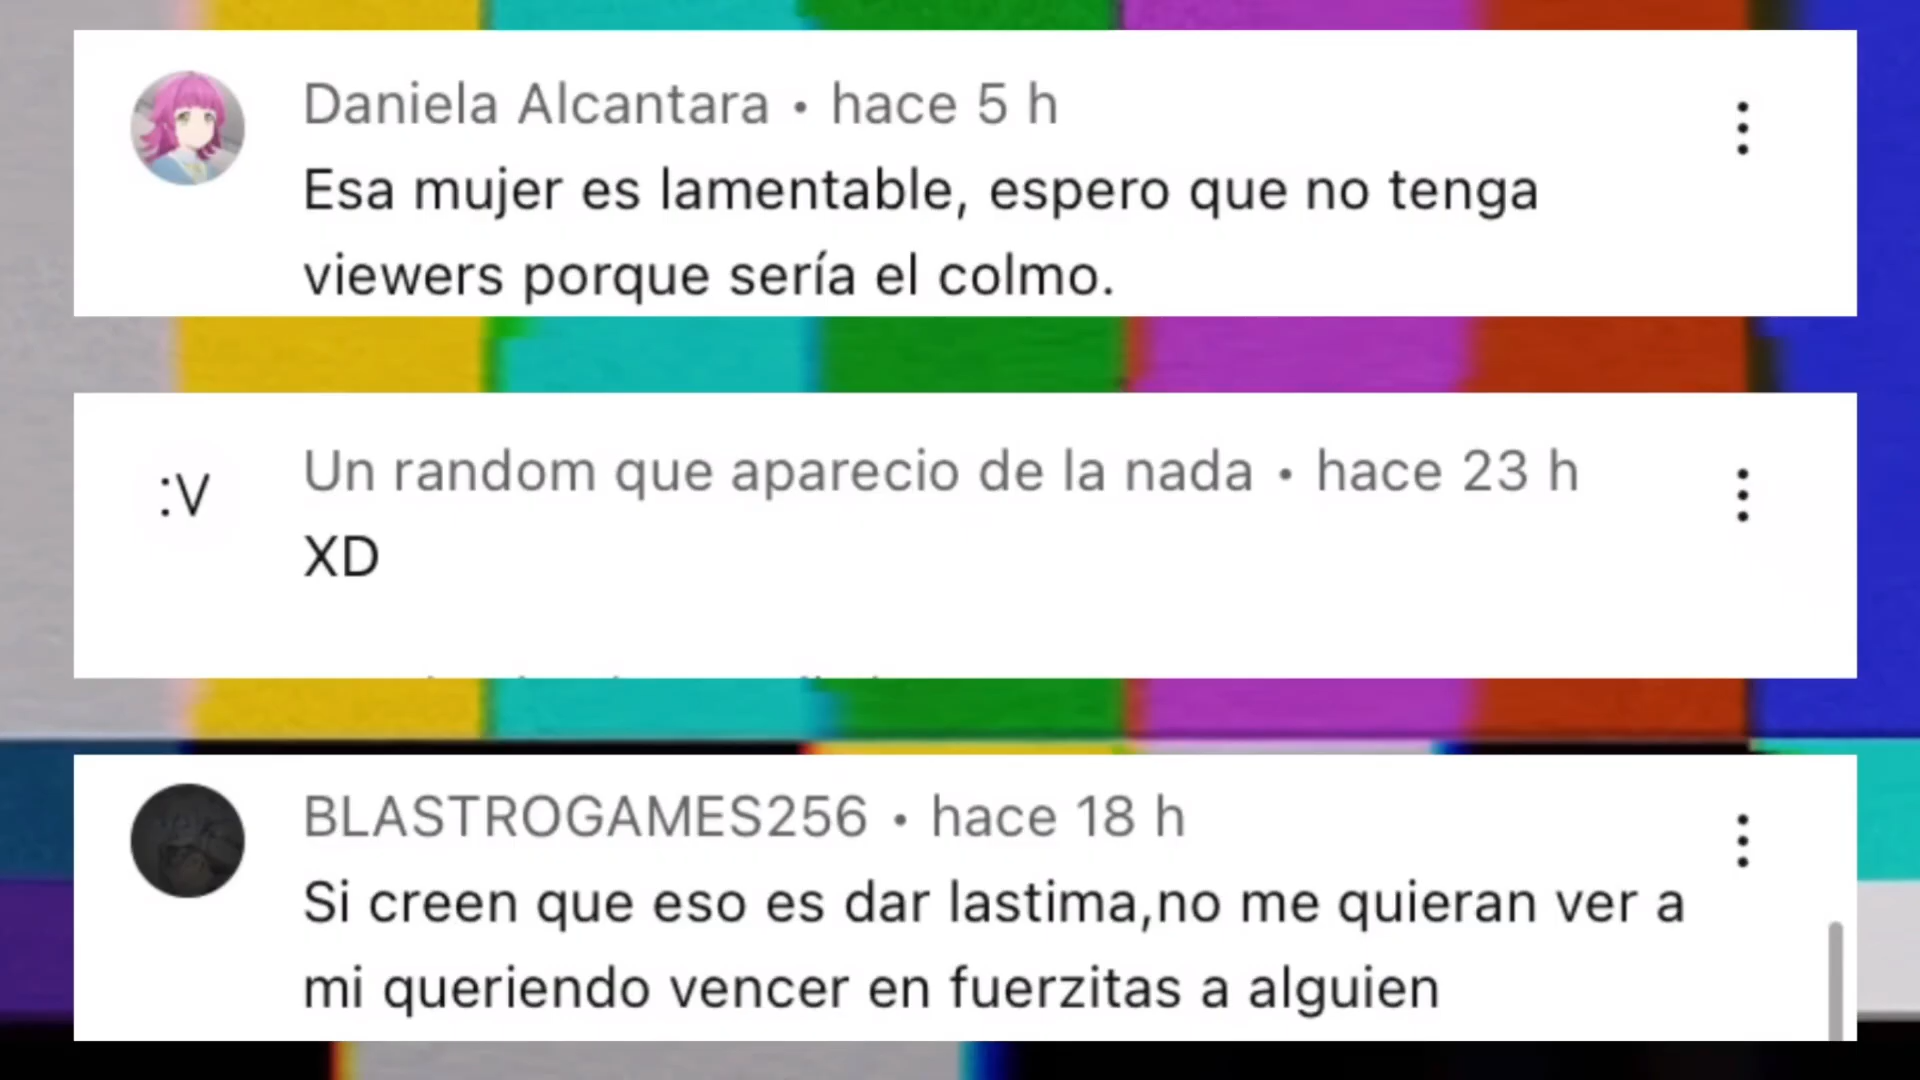 Daniela Alcantara • hace 5 h
Esa mujer es lamentable, espero que no tenga
viewers porque sería el colmo.
:V
Un random que aparecio de la nada • hace 23 h
XD
BLASTROGAMES256 • hace 18 h
Si creen que eso es dar lastima,no me quieran ver a
mi queriendo vencer en fuerzitas a alguien